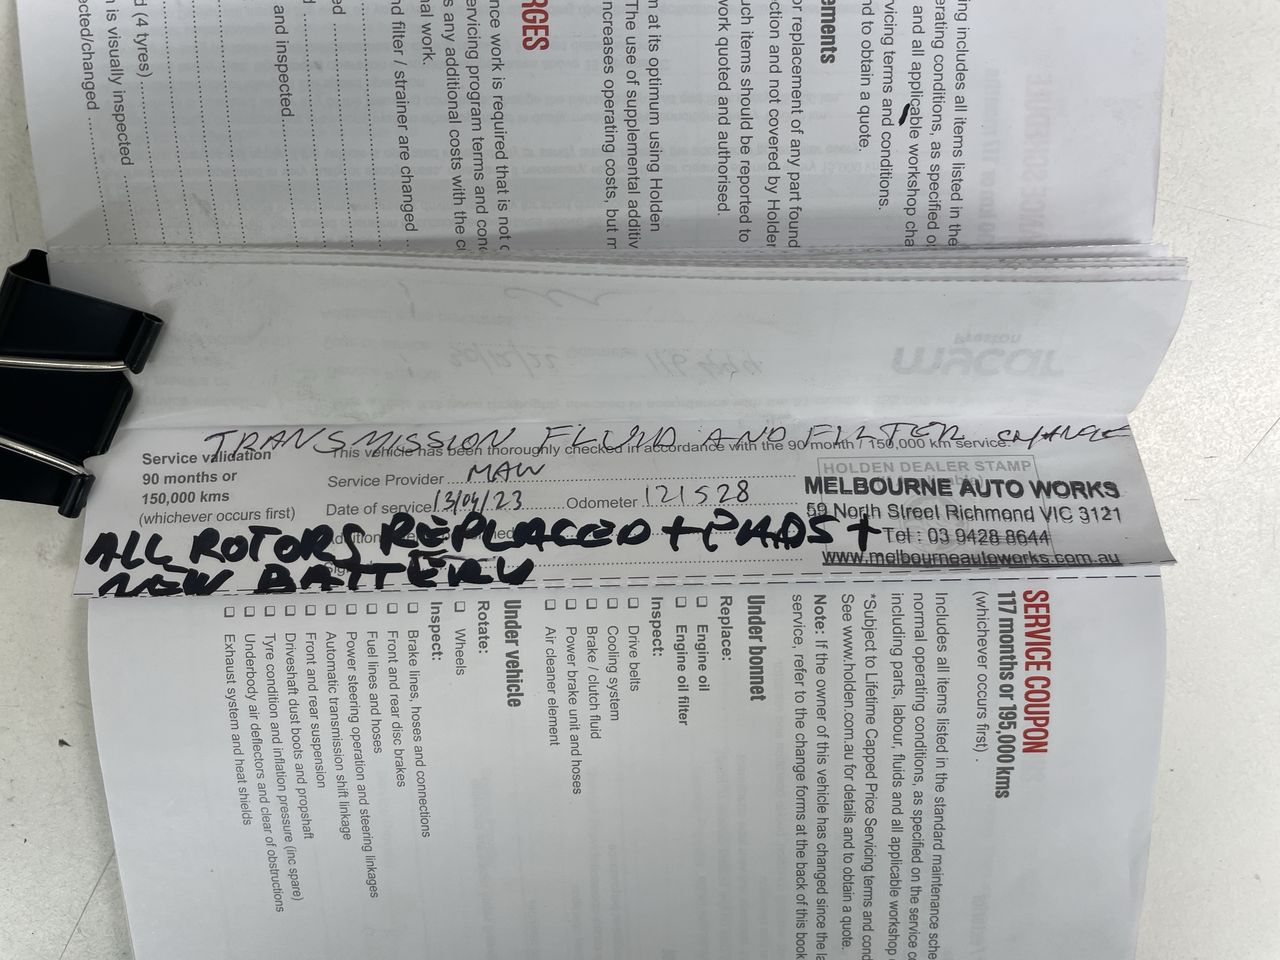 ing includes all items listed in the
erating conditions, as specified o
and all applicable workshop cha
vicing terms and conditions.
nd to obtain a quote.
ements
or replacement of any part found
ction and not covered by Holder
uch items should be reported to
work quoted and authorised.
m at its optimum using Holden
The use of supplemental additiv
ncreases operating costs, but m
RGES
nce work is required that is not c
ervicing program terms and cond
s any additional costs with the cu
nal work.
nd filter / strainer are changed
and inspected
d (4 tyres)
n is visually inspected
ected/changed
TRANSMISSION FLUID AND FILTER CHANGE
Service validation
90 months or
150,000 kms
(whichever occurs first)
This vehicle has been thoroughly checked in accordance with the 90 month / 150,000 km service.
Service Provider MAW
Date of service 13/04/23 Odometer 121528
ALL ROTORS REPLACED + PADS +
NEW BATTERY
HOLDEN DEALER STAMP
MELBOURNE AUTO WORKS
59 North Street Richmond VIC 3121
Tel : 03 9428 8644
www.melbourneautoworks.com.au
SERVICE COUPON
117 months or 195,000 kms
(whichever occurs first) .
Includes all items listed in the standard maintenance sche
normal operating conditions, as specified on the service c
including parts, labour, fluids and all applicable workshop
*Subject to Lifetime Capped Price Servicing terms and cond
See www.holden.com.au for details and to obtain a quote.
Note: If the owner of this vehicle has changed since the la
service, refer to the change forms at the back of this book
Under bonnet
Replace:
Engine oil
Engine oil filter
Inspect:
Drive belts
Cooling system
Brake / clutch fluid
Power brake unit and hoses
Air cleaner element
Under vehicle
Rotate:
Wheels
Inspect:
Brake lines, hoses and connections
Front and rear disc brakes
Fuel lines and hoses
Power steering operation and steering linkages
Automatic transmission shift linkage
Front and rear suspension
Driveshaft dust boots and propshaft
Tyre condition and inflation pressure (inc spare)
Underbody air deflectors and clear of obstructions
Exhaust system and heat shields